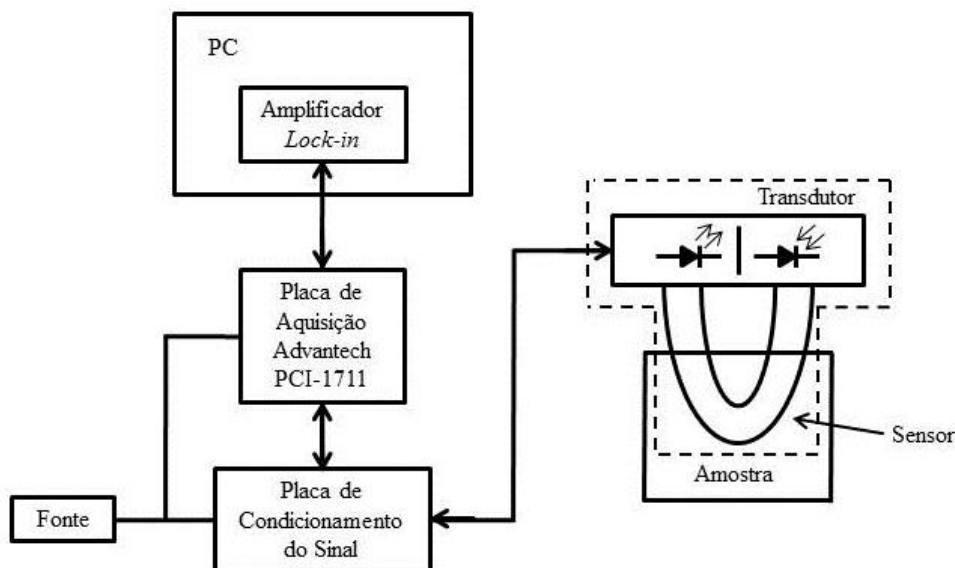 PC
Amplificador
Lock-in
Transdutor
Placa de
Aquisição
Advantech
PCI-1711
Sensor
Amostra
Fonte
Placa de
Condicionamento
do Sinal